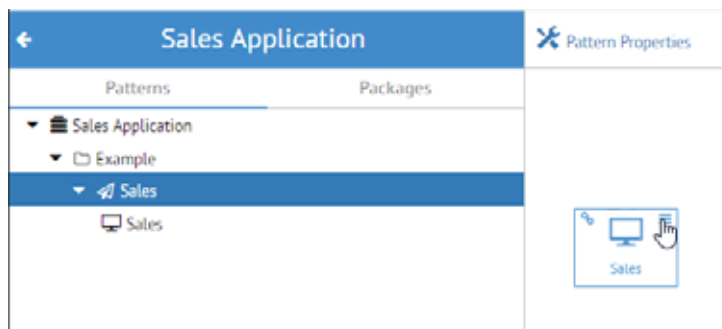 Sales Application
Pattern Properties
Patterns
Packages
Sales Application
Example
Sales
Sales
Sales